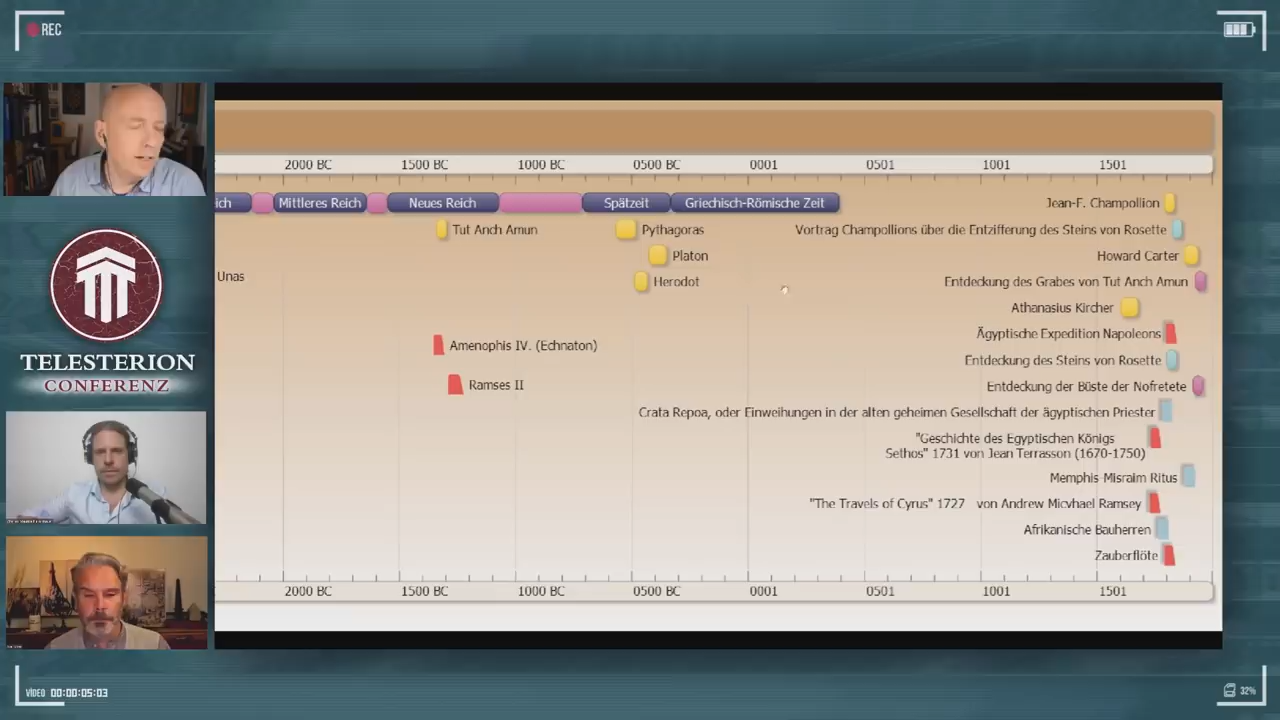 REC
2000 BC 1500 BC 1000 BC 0500 BC 0001 0501 1001 1501
eich Mittleres Reich Neues Reich Spätzeit Griechisch-Römische Zeit Jean-F. Champollion
Tut Anch Amun Pythagoras Vortrag Champollions über die Entzifferung des Steins von Rosette
Platon Howard Carter
Unas Herodot Entdeckung des Grabes von Tut Anch Amun
Athanasius Kircher
Ägyptische Expedition Napoleons
Amenophis IV. (Echnaton)
Entdeckung des Steins von Rosette
Ramses II Entdeckung der Büste der Nofretete
Crata Repoa, oder Einweihungen in der alten geheimen Gesellschaft der ägyptischen Priester
"Geschichte des Egyptischen Königs
Sethos" 1731 von Jean Terrasson (1670-1750)
Memphis-Misraim Ritus
"The Travels of Cyrus" 1727 von Andrew Micvhael Ramsey
Afrikanische Bauherren
Zauberflöte
2000 BC 1500 BC 1000 BC 0500 BC 0001 0501 1001 1501
TELESTERION
CONFERENZ
VÍDEO 00:00:05:03
32%